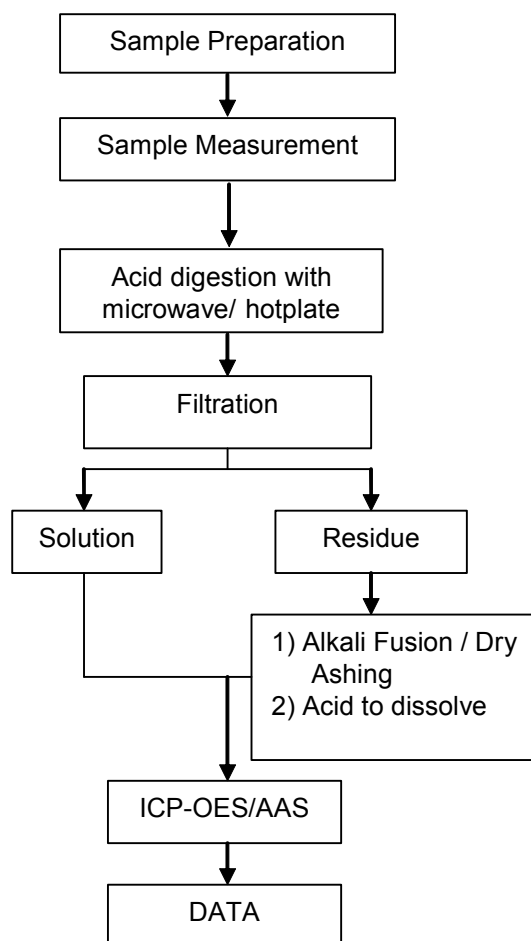 Sample Preparation
Sample Measurement
Acid digestion with
microwave/ hotplate
Filtration
Solution
Residue
1) Alkali Fusion / Dry
Ashing
2) Acid to dissolve
ICP-OES/AAS
DATA